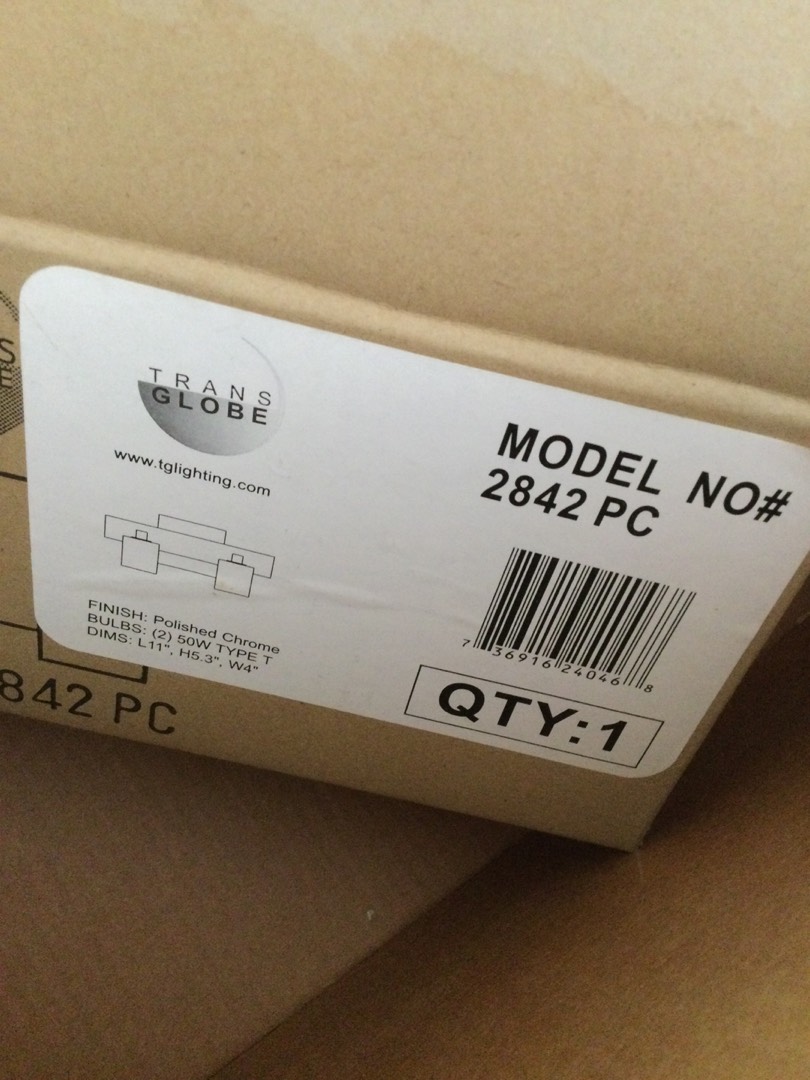 TRANS
GLOBE
www.tglighting.com
MODEL NO#
2842 PC
FINISH: Polished Chrome
BULBS: (2) 50W TYPE T
DIMS: L11", H5.3", W4"
7 36916 24046 8
QTY:1
842 PC
S
E